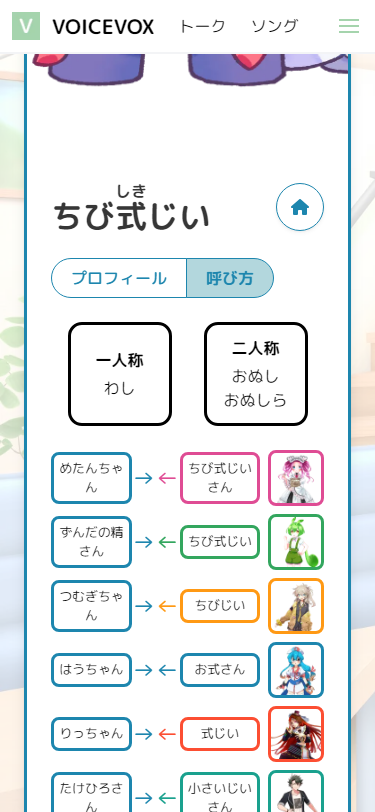 V VOICEVOX トーク ソング
しき
ちび式じい
プロフィール 呼び方
一人称
わし
二人称
おぬし
おぬしら
めたんちゃ
ん
ちび式じい
さん
ずんだの精
さん
ちび式じい
つむぎちゃ
ん
ちびじい
はうちゃん
お式さん
りっちゃん
式じい
たけひろさ
ん
小さいじい
さん